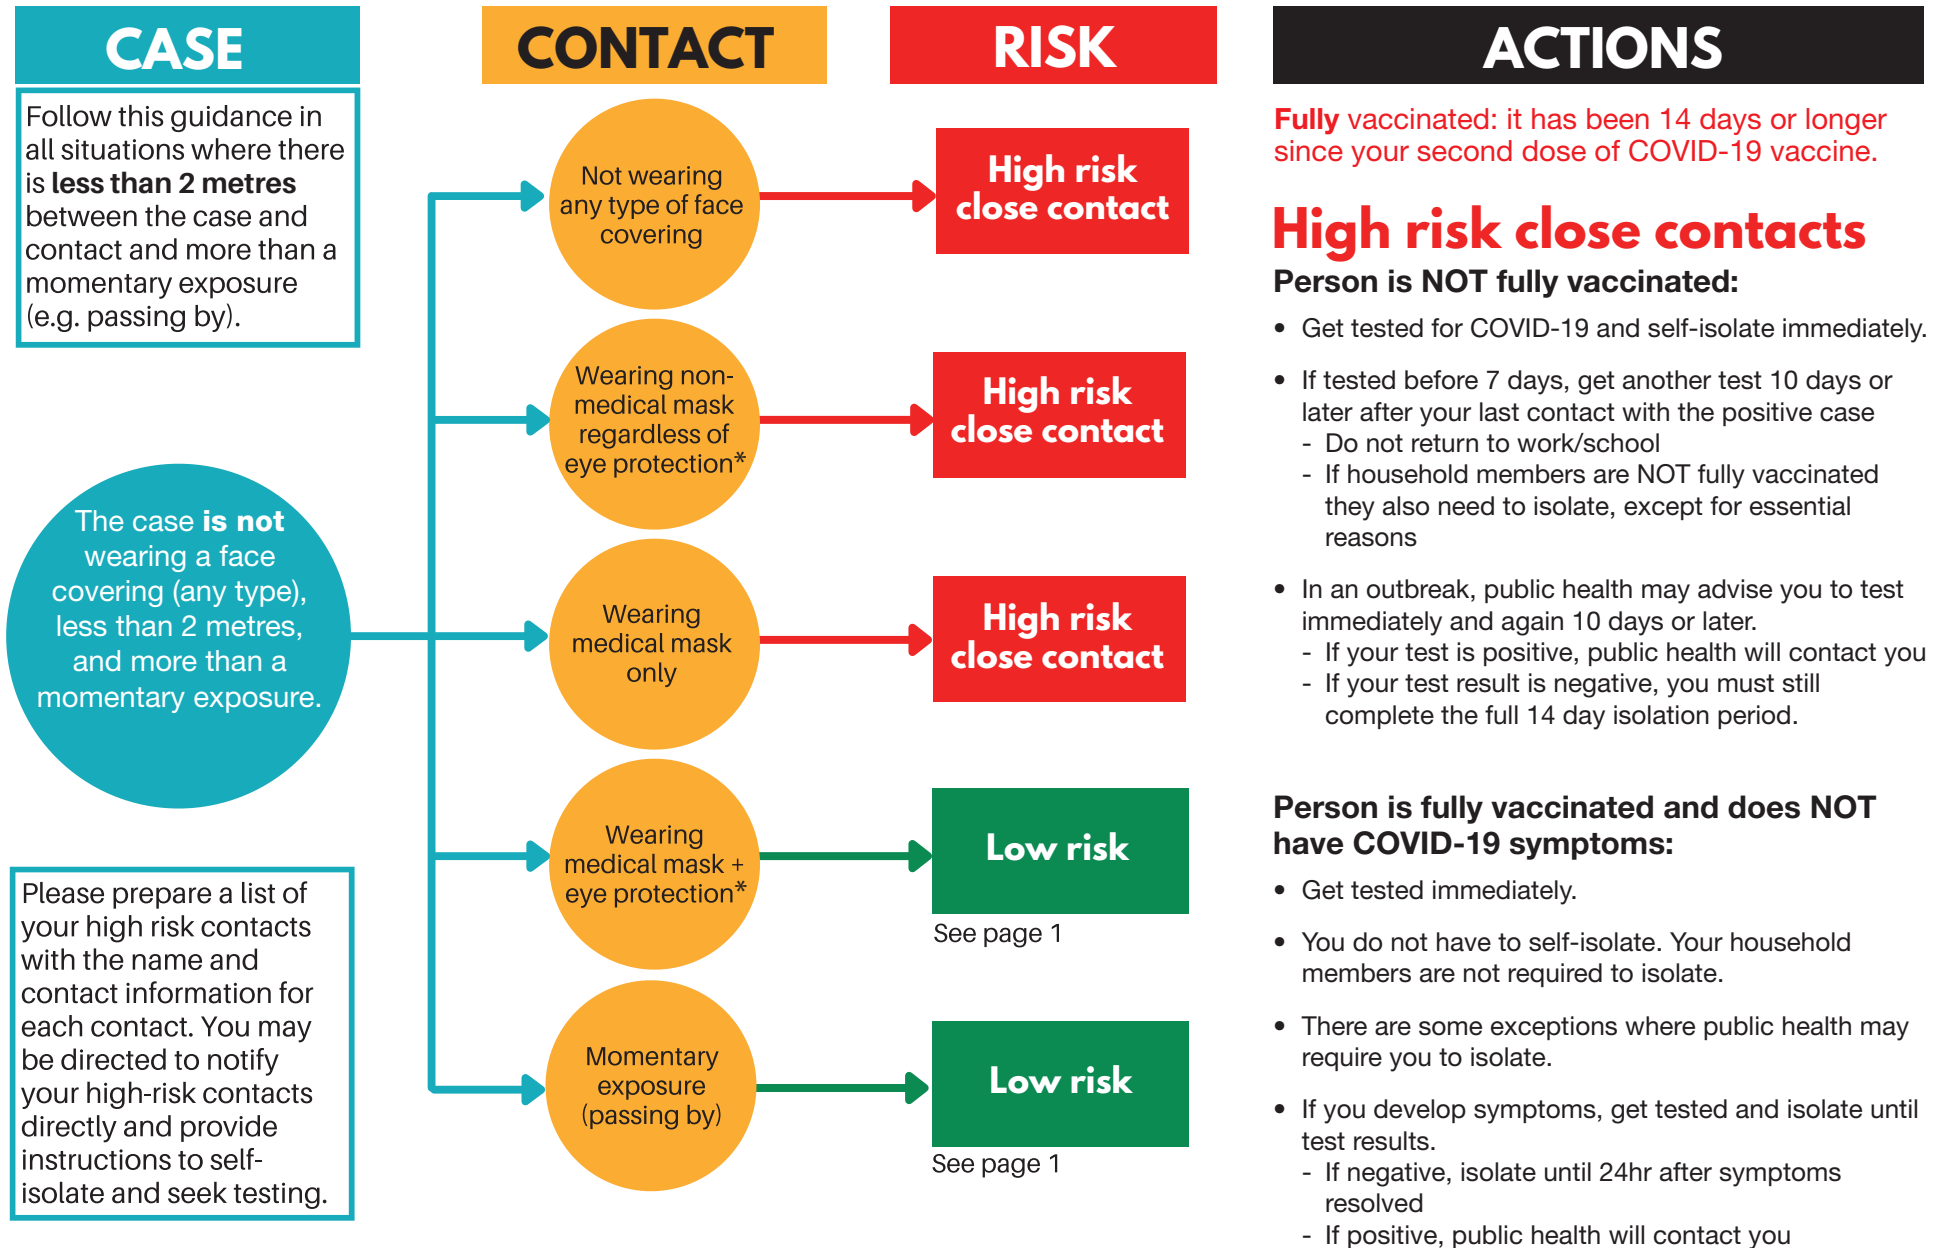 CASE
Follow this guidance in
all situations where there
is less than 2 metres
between the case and
contact and more than a
momentary exposure
(e.g. passing by).
The case is not
wearing a face
covering (any type),
less than 2 metres,
and more than a
momentary exposure.
Please prepare a list of
your high risk contacts
with the name and
contact information for
each contact. You may
be directed to notify
your high-risk contacts
directly and provide
instructions to self-
isolate and seek testing.
CONTACT
Not wearing
any type of face
covering
Wearing non-
medical mask
regardless of
eye protection*
Wearing
medical mask
only
Wearing
medical mask +
eye protection*
Momentary
exposure
(passing by)
RISK
High risk
close contact
High risk
close contact
High risk
close contact
Low risk
See page 1
Low risk
See page 1
ACTIONS
Fully vaccinated: it has been 14 days or longer
since your second dose of COVID-19 vaccine.
High risk close contacts
Person is NOT fully vaccinated:
• Get tested for COVID-19 and self-isolate immediately.
• If tested before 7 days, get another test 10 days or
later after your last contact with the positive case
- Do not return to work/school
- If household members are NOT fully vaccinated
they also need to isolate, except for essential
reasons
• In an outbreak, public health may advise you to test
immediately and again 10 days or later.
- If your test is positive, public health will contact you
- If your test result is negative, you must still
complete the full 14 day isolation period.
Person is fully vaccinated and does NOT
have COVID-19 symptoms:
• Get tested immediately.
• You do not have to self-isolate. Your household
members are not required to isolate.
• There are some exceptions where public health may
require you to isolate.
• If you develop symptoms, get tested and isolate until
test results.
- If negative, isolate until 24hr after symptoms
resolved
- If positive, public health will contact you